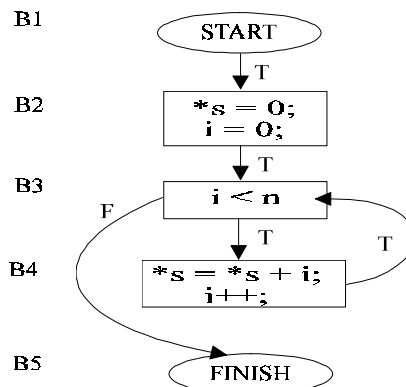 B1
START
T
B2
*s = 0;
i = 0;
T
B3
i < n
F
T
T
B4
*s = *s + i;
i++;
B5
FINISH